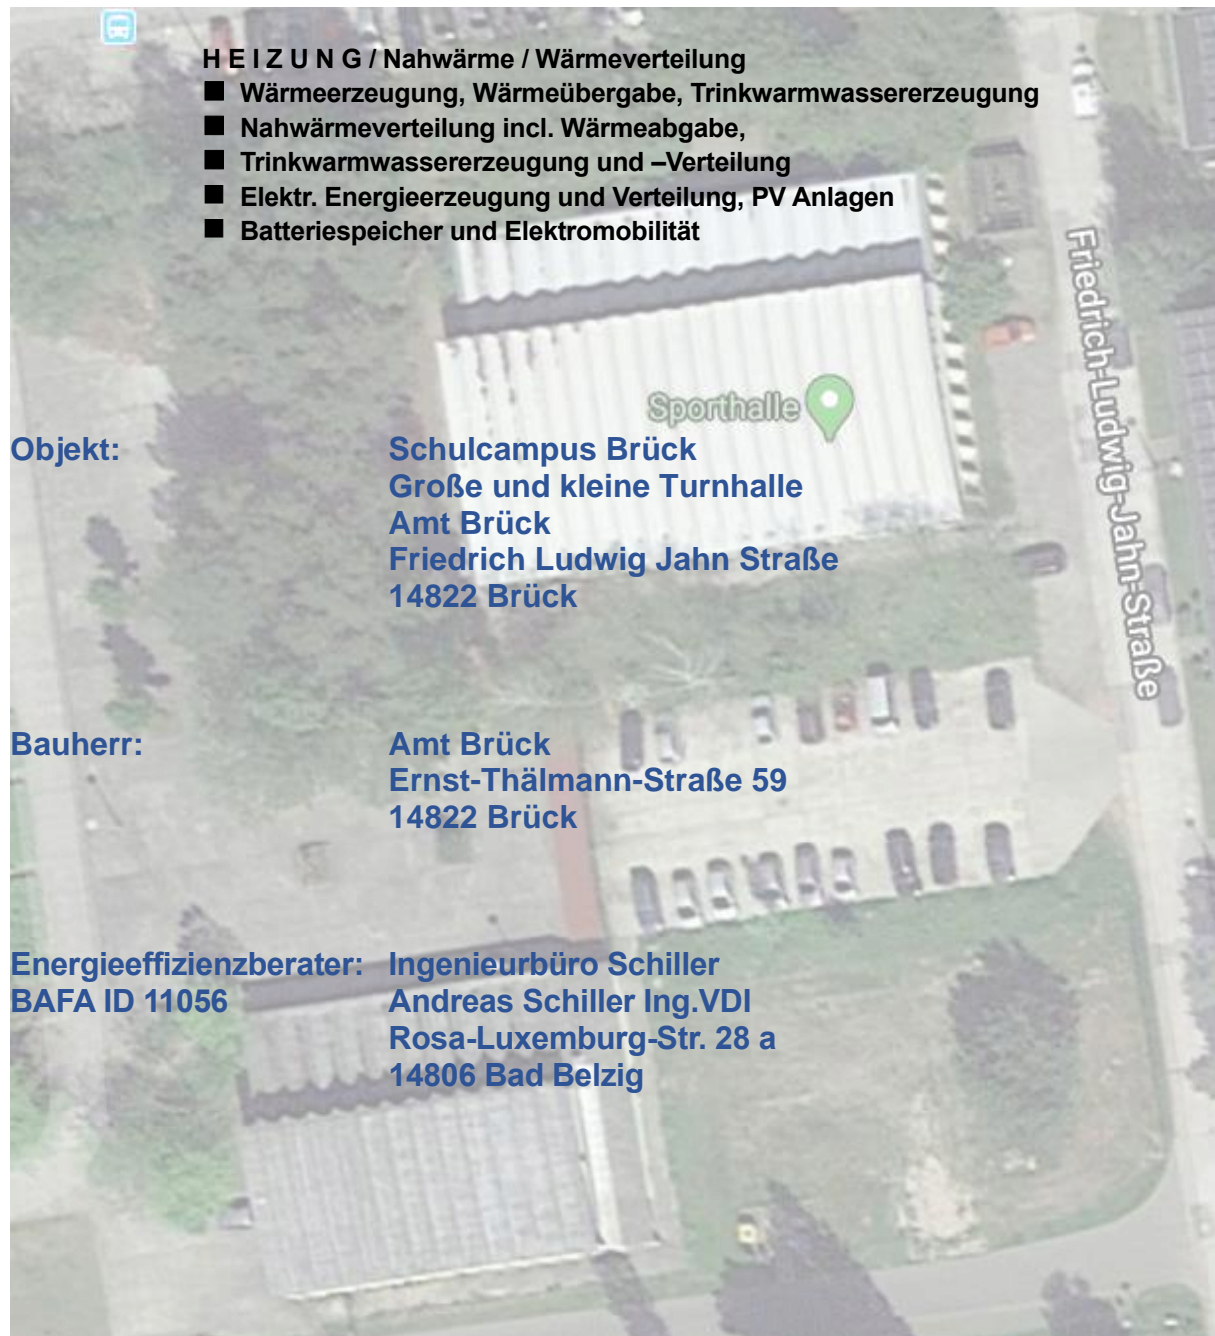 H E I Z U N G / Nahwärme / Wärmeverteilung
■ Wärmeerzeugung, Wärmeübergabe, Trinkwarmwassererzeugung
■ Nahwärmeverteilung incl. Wärmeabgabe,
■ Trinkwarmwassererzeugung und –Verteilung
■ Elektr. Energieerzeugung und Verteilung, PV Anlagen
■ Batteriespeicher und Elektromobilität
Friedrich-Ludwig-Jahn-Straße
Sporthalle
Objekt: Schulcampus Brück
Große und kleine Turnhalle
Amt Brück
Friedrich Ludwig Jahn Straße
14822 Brück
Bauherr: Amt Brück
Ernst-Thälmann-Straße 59
14822 Brück
Energieeffizienzberater: Ingenieurbüro Schiller
BAFA ID 11056 Andreas Schiller Ing.VDI
Rosa-Luxemburg-Str. 28 a
14806 Bad Belzig